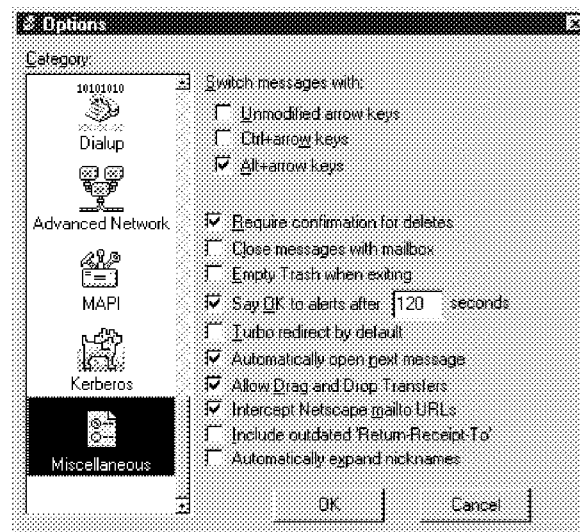 Options
Category:
10101010
Dialup
Advanced Network
MAPI
Kerberos
Miscellaneous
Switch messages with:
Unmodified arrow keys
Ctrl+arrow keys
Alt+arrow keys
Require confirmation for deletes
Close messages with mailbox
Empty Trash when exiting
Say OK to alerts after 120 seconds
Turbo redirect by default
Automatically open next message
Allow Drag and Drop Transfers
Intercept Netscape mailto URLs
Include outdated 'Return-Receipt-To'
Automatically expand nicknames
OK
Cancel